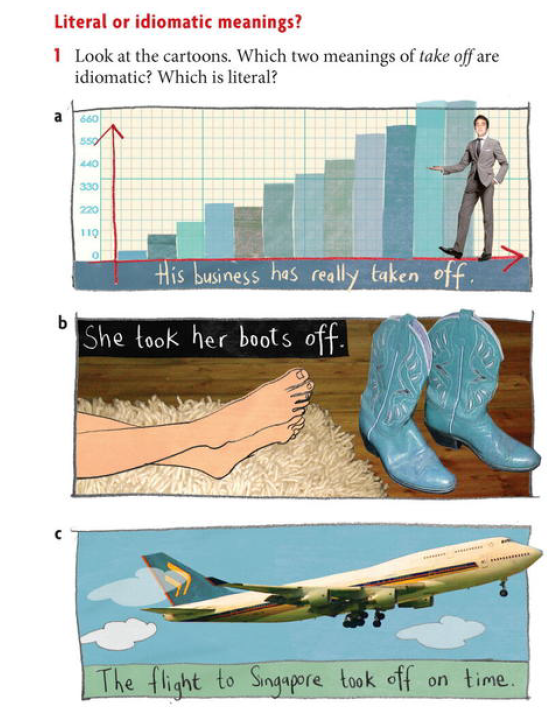 Literal or idiomatic meanings?
1 Look at the cartoons. Which two meanings of take off are
idiomatic? Which is literal?
a
660
550
440
330
220
110
0
His business has really taken off.
b
She took her boots off.
c
The flight to Singapore took off on time.